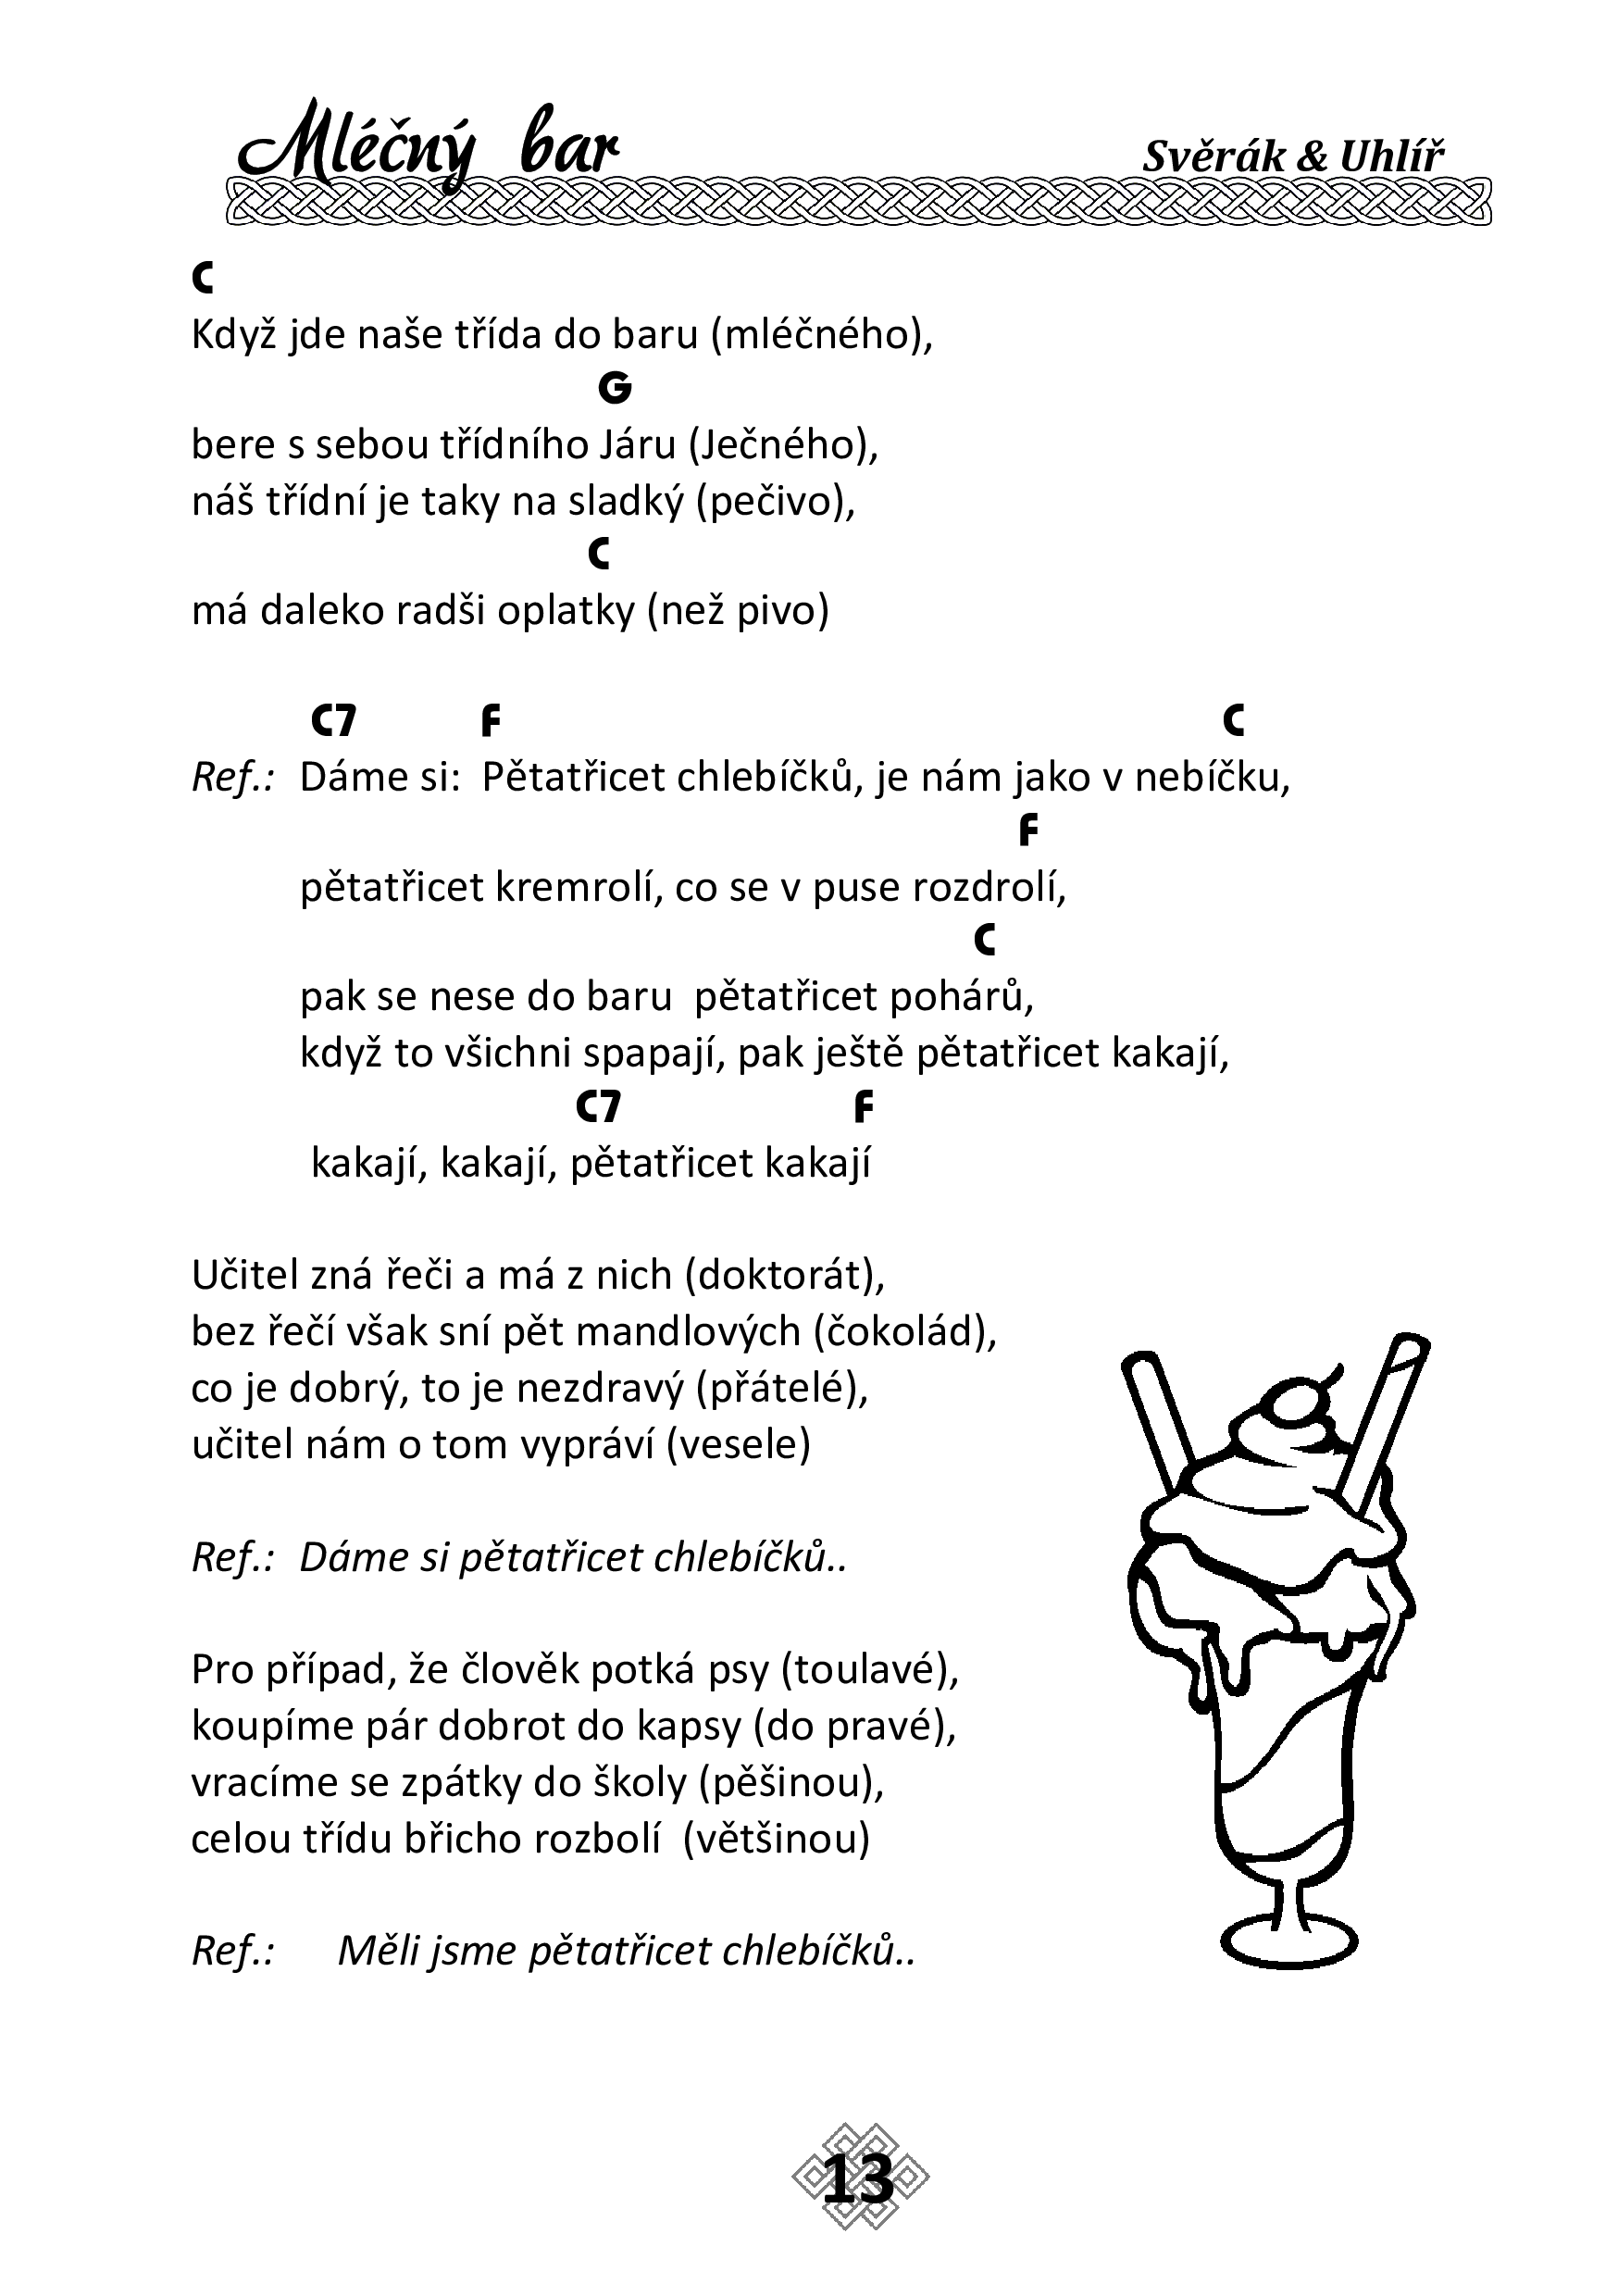 Mléčný bar
Svěrák & Uhlíř
C
Když jde naše třída do baru (mléčného),
G
bere s sebou třídního Járu (Ječného),
náš třídní je taky na sladký (pečivo),
C
má daleko radši oplatky (než pivo)
C7 F C
Ref.: Dáme si: Pětatřicet chlebíčků, je nám jako v nebíčku,
F
pětatřicet kremrolí, co se v puse rozdrolí,
C
pak se nese do baru pětatřicet pohárů,
když to všichni spapají, pak ještě pětatřicet kakají,
C7 F
kakají, kakají, pětatřicet kakají
Učitel zná řeči a má z nich (doktorát),
bez řečí však sní pět mandlových (čokolád),
co je dobrý, to je nezdravý (přátelé),
učitel nám o tom vypráví (vesele)
Ref.: Dáme si pětatřicet chlebíčků..
Pro případ, že člověk potká psy (toulavé),
koupíme pár dobrot do kapsy (do pravé),
vracíme se zpátky do školy (pěšinou),
celou třídu břicho rozbolí (většinou)
Ref.: Měli jsme pětatřicet chlebíčků..
13